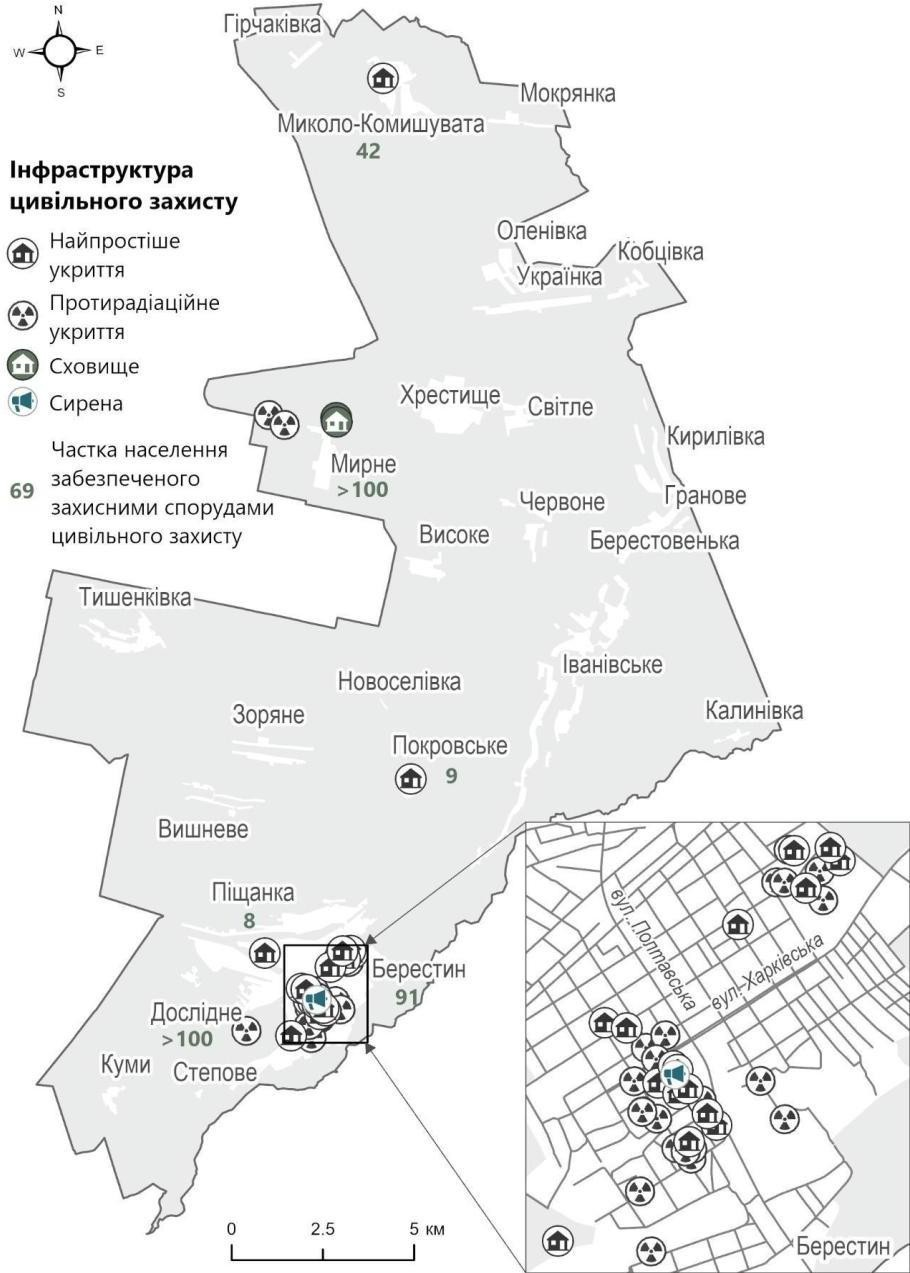 N
W
E
S
Інфраструктура
цивільного захисту
Найпростіше
укриття
Протирадіаційне
укриття
Сховище
Сирена
69
Частка населення
забезпеченого
захисними спорудами
цивільного захисту
Гірчаківка
Мокрянка
Миколо-Комишувата
42
Оленівка
Кобцівка
Українка
Хрестище
Світле
Кирилівка
Мирне
>100
Гранове
Червоне
Високе
Берестовенька
Тишенківка
Іванівське
Новоселівка
Зоряне
Калинівка
Покровське
9
Вишневе
Піщанка
8
Берестин
91
Дослідне
>100
Куми
Степове
0 2.5 5 км
вул. Полтавська
вул. Харківська
Берестин